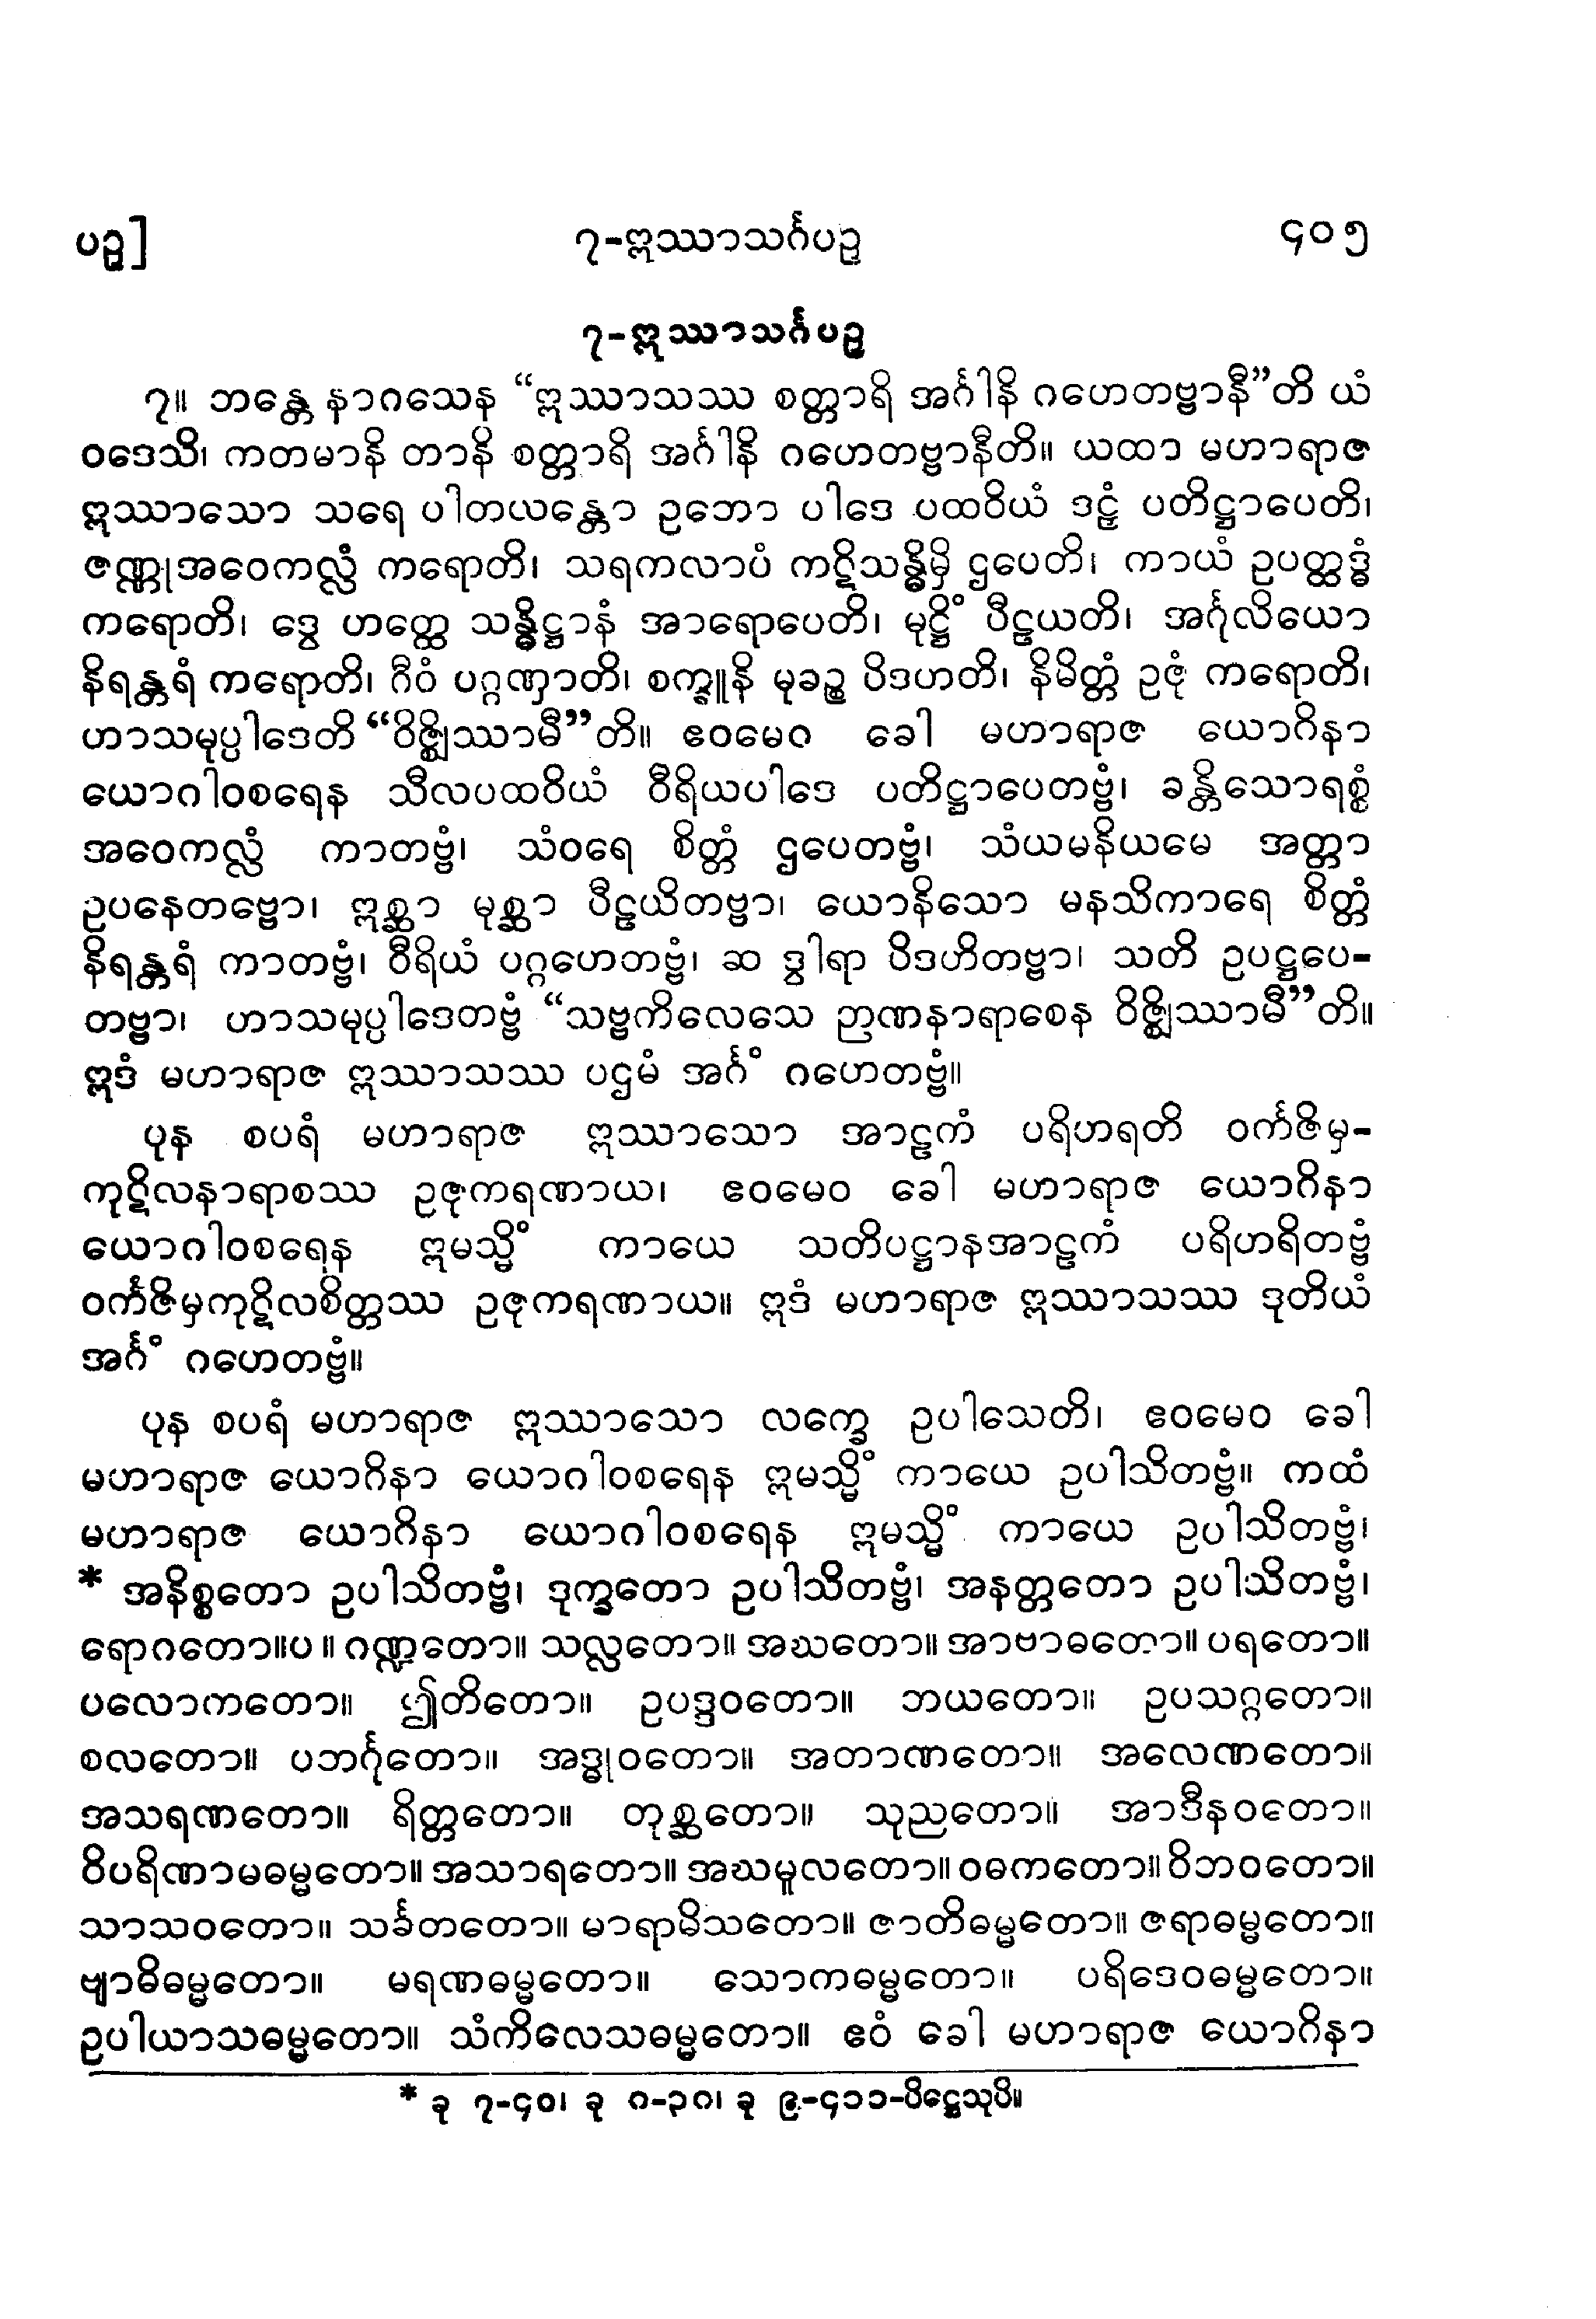 ပဉ္စ]
၇-ဣဿာသင်္ဂပဉှ
၄၀၅
၇-ဣဿာသင်္ဂပဉှ
၇။ ဘန္တေ နာဂသေန “ဣဿာသဿ စတ္တာရိ အင်္ဂါနိ ဂဟေတဗ္ဗာနီ”တိ ယံ
ဝဒေသိ၊ ကတမာနိ တာနိ စတ္တာရိ အင်္ဂါနိ ဂဟေတဗ္ဗာနီတိ။ ယထာ မဟာရာဇ
ဣဿာသော သရေ ပါတယန္တော ဥဘော ပါဒေ ပထဝိယံ ဒဠှံ ပတိဋ္ဌာပေတိ၊
ဇဏ္ဏုအဝေကလ္လံ ကရောတိ၊ သရကလာပံ ကဋိသန္ဓိမှိ ဌပေတိ၊ ကာယံ ဥပတ္ထဒ္ဓံ
ကရောတိ၊ ဒွေ ဟတ္ထေ သန္ဓိဋ္ဌာနံ အာရောပေတိ၊ မုဋ္ဌိံ ပီဠယတိ၊ အင်္ဂုလိယော
နိရန္တရံ ကရောတိ၊ ဂီဝံ ပဂ္ဂဏှာတိ၊ စက္ခူနိ မုခဉ္စ ပိဒဟတိ၊ နိမိတ္တံ ဥဇုံ ကရောတိ၊
ဟာသမုပ္ပါဒေတိ “ဝိဇ္ဈိဿာမီ”တိ။ ဧဝမေဝ ခေါ မဟာရာဇ ယောဂိနာ
ယောဂါဝစရေန သီလပထဝိယံ ဝီရိယပါဒေ ပတိဋ္ဌာပေတဗ္ဗံ၊ ခန္တိသောရစ္စံ
အဝေကလ္လံ ကာတဗ္ဗံ၊ သံဝရေ စိတ္တံ ဌပေတဗ္ဗံ၊ သံယမနိယမေ အတ္တာ
ဥပနေတဗ္ဗော၊ ဣစ္ဆာ မုစ္ဆာ ပီဠယိတဗ္ဗာ၊ ယောနိသော မနသိကာရေ စိတ္တံ
နိရန္တရံ ကာတဗ္ဗံ၊ ဝီရိယံ ပဂ္ဂဟေတဗ္ဗံ၊ ဆ ဒွါရာ ပိဒဟိတဗ္ဗာ၊ သတိ ဥပဋ္ဌပေ-
တဗ္ဗာ၊ ဟာသမုပ္ပါဒေတဗ္ဗံ “သဗ္ဗကိလေသေ ဉာဏနာရာစေန ဝိဇ္ဈိဿာမီ”တိ။
ဣဒံ မဟာရာဇ ဣဿာသဿ ပဌမံ အင်္ဂံ ဂဟေတဗ္ဗံ။
ပုန စပရံ မဟာရာဇ ဣဿာသော အာဠကံ ပရိဟရတိ ဝင်္ကဇိမှ-
ကုဋိလနာရာစဿ ဥဇုကရဏာယ၊ ဧဝမေဝ ခေါ မဟာရာဇ ယောဂိနာ
ယောဂါဝစရေန ဣမသ္မိံ ကာယေ သတိပဋ္ဌာနအာဠကံ ပရိဟရိတဗ္ဗံ
ဝင်္ကဇိမှကုဋိလစိတ္တဿ ဥဇုကရဏာယ။ ဣဒံ မဟာရာဇ ဣဿာသဿ ဒုတိယံ
အင်္ဂံ ဂဟေတဗ္ဗံ။
ပုန စပရံ မဟာရာဇ ဣဿာသော လက္ခေ ဥပါသေတိ၊ ဧဝမေဝ ခေါ
မဟာရာဇ ယောဂိနာ ယောဂါဝစရေန ဣမသ္မိံ ကာယေ ဥပါသိတဗ္ဗံ။ ကထံ
မဟာရာဇ ယောဂိနာ ယောဂါဝစရေန ဣမသ္မိံ ကာယေ ဥပါသိတဗ္ဗံ၊
* အနိစ္စတော ဥပါသိတဗ္ဗံ၊ ဒုက္ခတော ဥပါသိတဗ္ဗံ၊ အနတ္တတော ဥပါသိတဗ္ဗံ၊
ရောဂတော။ပ။ ဂဏ္ဍတော။ သလ္လတော။ အဃတော။ အာဗာဓတော။ ပရတော။
ပလောကတော။ ဤတိတော။ ဥပဒ္ဒဝတော။ ဘယတော။ ဥပသဂ္ဂတော။
စလတော။ ပဘင်္ဂုတော။ အဒ္ဓုဝတော။ အတာဏတော။ အလေဏတော။
အသရဏတော။ ရိတ္တတော။ တုစ္ဆတော။ သုညတော။ အာဒီနဝတော။
ဝိပရိဏာမဓမ္မတော။ အသာရတော။ အဃမူလတော။ ဝဓကတော။ ဝိဘဝတော။
သာသဝတော။ သင်္ခတတော။ မာရာမိသတော။ ဇာတိဓမ္မတော။ ဇရာဓမ္မတော။
ဗျာဓိဓမ္မတော။ မရဏဓမ္မတော။ သောကဓမ္မတော။ ပရိဒေဝဓမ္မတော။
ဥပါယာသဓမ္မတော။ သံကိလေသဓမ္မတော။ ဧဝံ ခေါ မဟာရာဇ ယောဂိနာ
* ခု ၇-၄၀၊ ခု ၈-၃၈၊ ခု ၉-၄၁၁-ပိဋ္ဌေသုပိ။